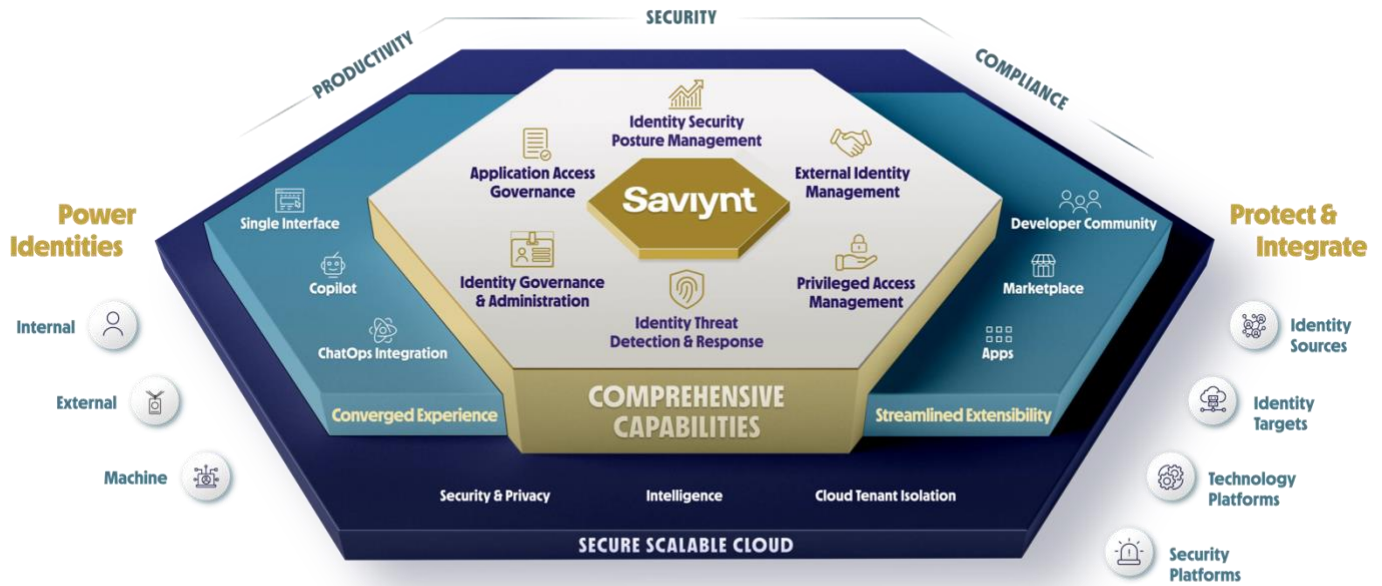 SECURITY
PRODUCTIVITY
COMPLIANCE
Identity Security
Posture Management
Application Access
Governance
External Identity
Management
Saviynt
Identity Governance
& Administration
Privileged Access
Management
Identity Threat
Detection & Response
COMPREHENSIVE
CAPABILITIES
Single Interface
Copilot
ChatOps Integration
Converged Experience
Developer Community
Marketplace
Apps
Streamlined Extensibility
Security & Privacy
Intelligence
Cloud Tenant Isolation
SECURE SCALABLE CLOUD
Power
Identities
Internal
External
Machine
Protect &
Integrate
Identity
Sources
Identity
Targets
Technology
Platforms
Security
Platforms